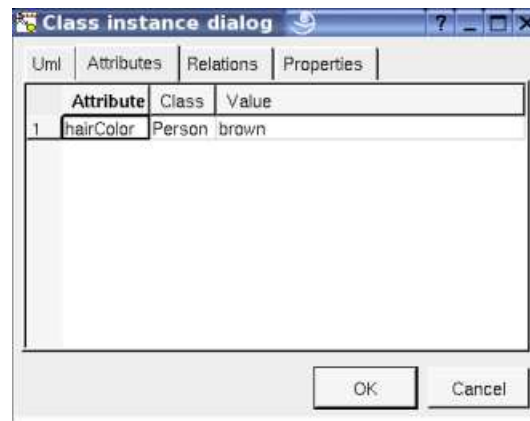 Class instance dialog ? _ ×
Uml Attributes Relations Properties
Attribute Class Value
1 hairColor Person brown
OK Cancel